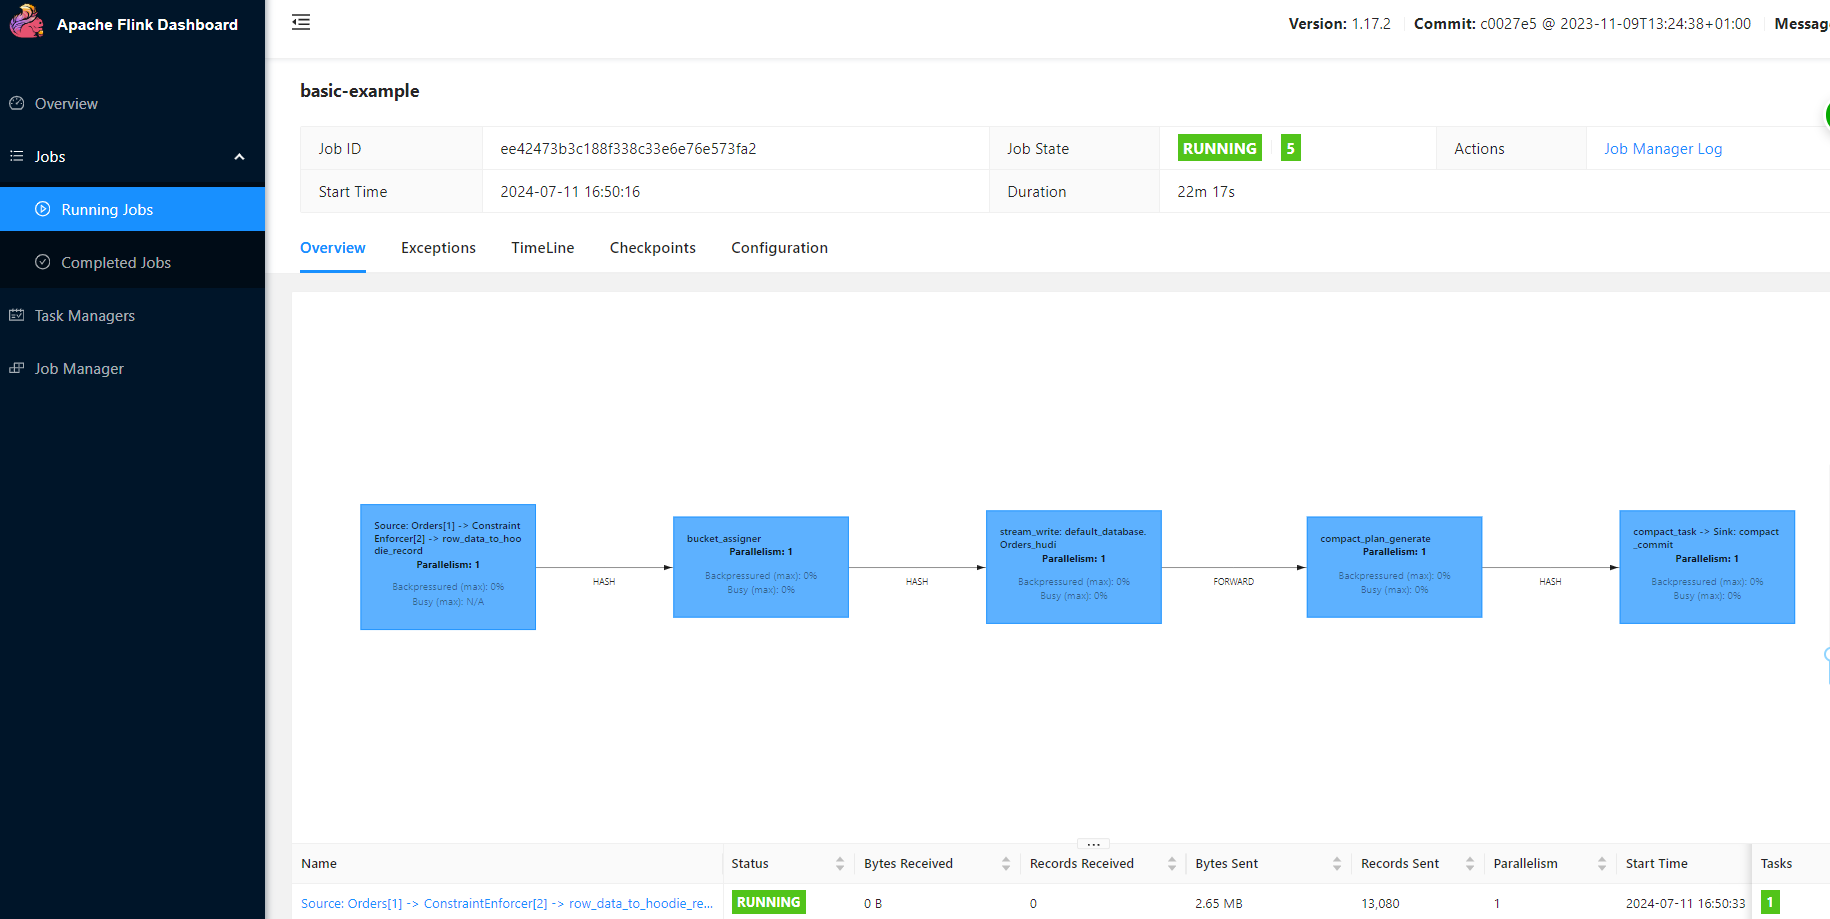 Apache Flink Dashboard
Version: 1.17.2 Commit: c0027e5 @ 2023-11-09T13:24:38+01:00 Messag
Overview
Jobs
Running Jobs
Completed Jobs
Task Managers
Job Manager
basic-example
Job ID ee42473b3c188f338c33e6e76e573fa2 Job State RUNNING 5 Actions Job Manager Log
Start Time 2024-07-11 16:50:16 Duration 22m 17s
Overview Exceptions TimeLine Checkpoints Configuration
Source: Orders[1] -> Constraint
Enforcer[2] -> row_data_to_hoo
die_record
Parallelism: 1
Backpressured (max): 0%
Busy (max): N/A
HASH
bucket_assigner
Parallelism: 1
Backpressured (max): 0%
Busy (max): 0%
HASH
stream_write: default_database.
Orders_hudi
Parallelism: 1
Backpressured (max): 0%
Busy (max): 0%
FORWARD
compact_plan_generate
Parallelism: 1
Backpressured (max): 0%
Busy (max): 0%
HASH
compact_task -> Sink: compact
_commit
Parallelism: 1
Backpressured (max): 0%
Busy (max): 0%
Name Status Bytes Received Records Received Bytes Sent Records Sent Parallelism Start Time Tasks
Source: Orders[1] -> ConstraintEnforcer[2] -> row_data_to_hoodie_re... RUNNING 0 B 0 2.65 MB 13,080 1 2024-07-11 16:50:33 1